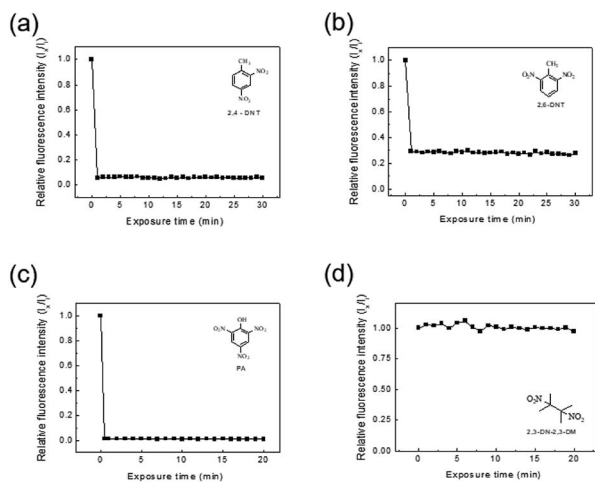 (a)
Relative fluorescence intensity (Ix/Ii)
1.0
0.8
0.6
0.4
0.2
0.0
CH3
NO2
NO2
2,4 - DNT
0 5 10 15 20 25 30
Exposure time (min)
(b)
Relative fluorescence intensity (Ix/Ii)
1.0
0.8
0.6
0.4
0.2
0.0
CH3
O2N NO2
2,6-DNT
0 5 10 15 20 25 30
Exposure time (min)
(c)
Relative fluorescence intensity (Ix/Ii)
1.0
0.8
0.6
0.4
0.2
0.0
OH
O2N NO2
NO2
PA
0 5 10 15 20
Exposure time (min)
(d)
Relative fluorescence intensity (Ix/Ii)
1.00
0.75
0.50
0.25
0.00
O2N
NO2
2,3-DN-2,3-DM
0 5 10 15 20
Exposure time (min)